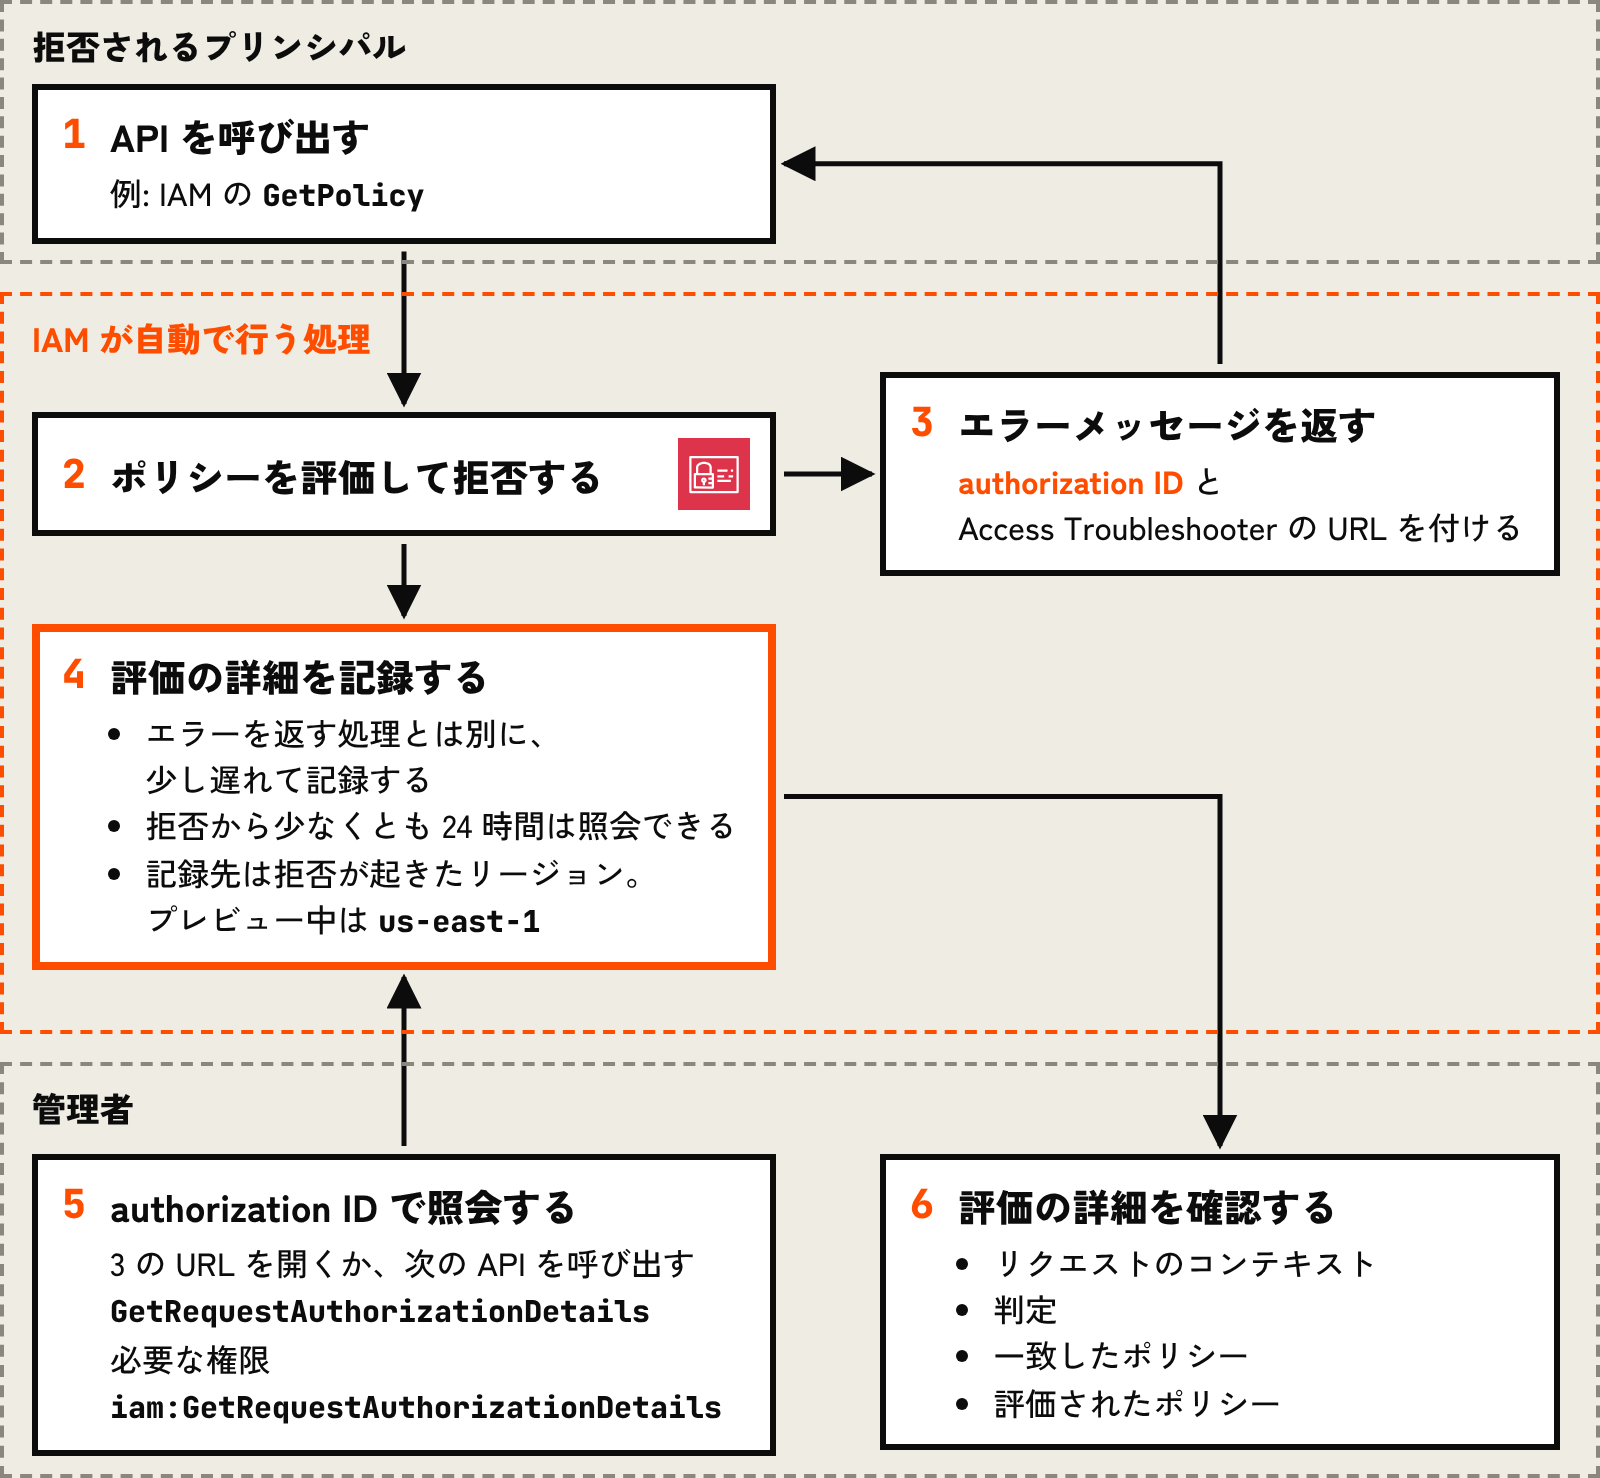 拒否されるプリンシパル
1 API を呼び出す
例: IAM の GetPolicy
IAM が自動で行う処理
2 ポリシーを評価して拒否する
3 エラーメッセージを返す
authorization ID と
Access Troubleshooter の URL を付ける
4 評価の詳細を記録する
• エラーを返す処理とは別に、
少し遅れて記録する
• 拒否から少なくとも 24 時間は照会できる
• 記録先は拒否が起きたリージョン。
プレビュー中は us-east-1
管理者
5 authorization ID で照会する
3 の URL を開くか、次の API を呼び出す
GetRequestAuthorizationDetails
必要な権限
iam:GetRequestAuthorizationDetails
6 評価の詳細を確認する
• リクエストのコンテキスト
• 判定
• 一致したポリシー
• 評価されたポリシー